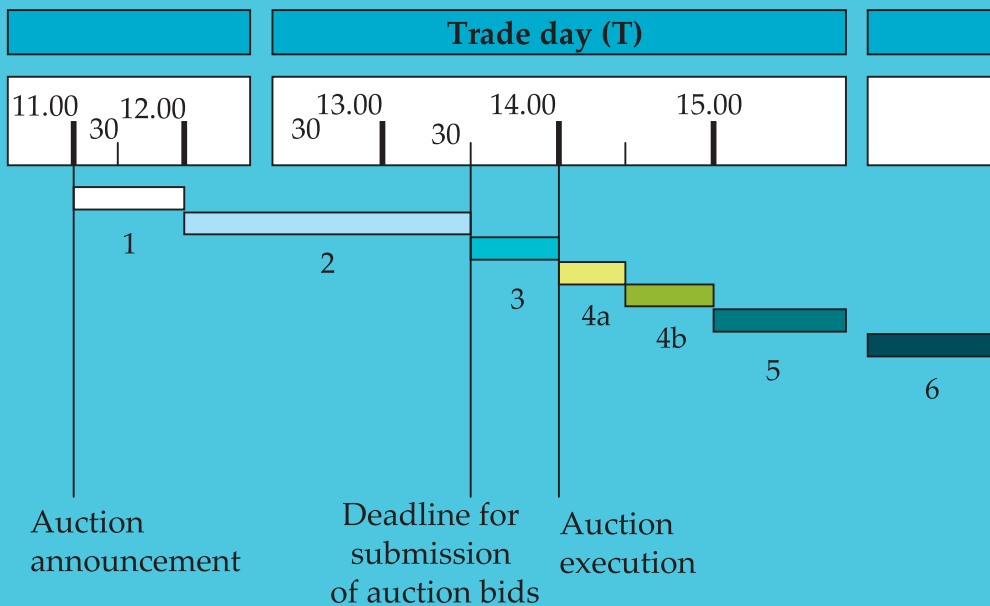 Trade day (T)
11.00 30 12.00
30 13.00 30 14.00 15.00
1
2
3
4a
4b
5
6
Auction
announcement
Deadline for
submission
of auction bids
Auction
execution